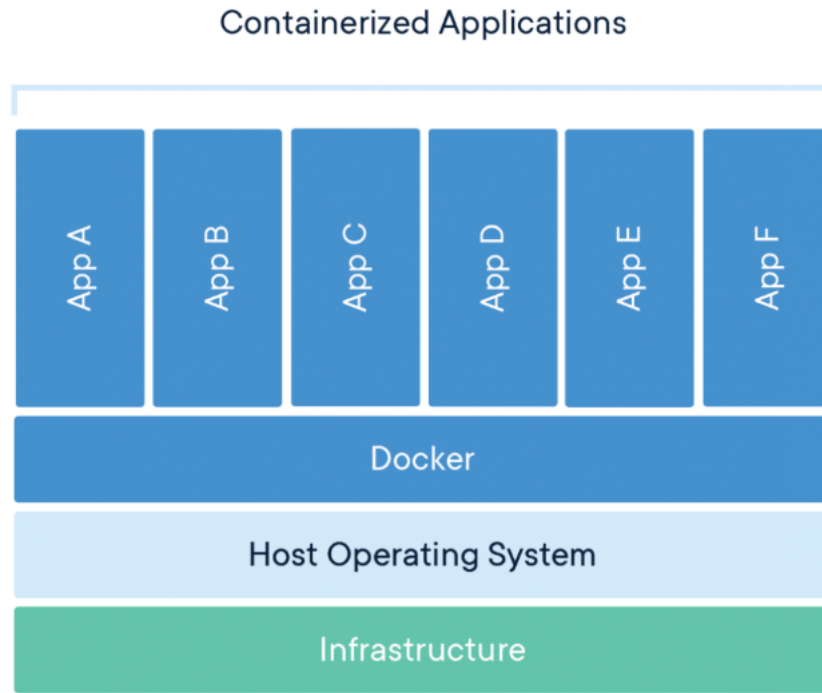 Containerized Applications
App A
App B
App C
App D
App E
App F
Docker
Host Operating System
Infrastructure